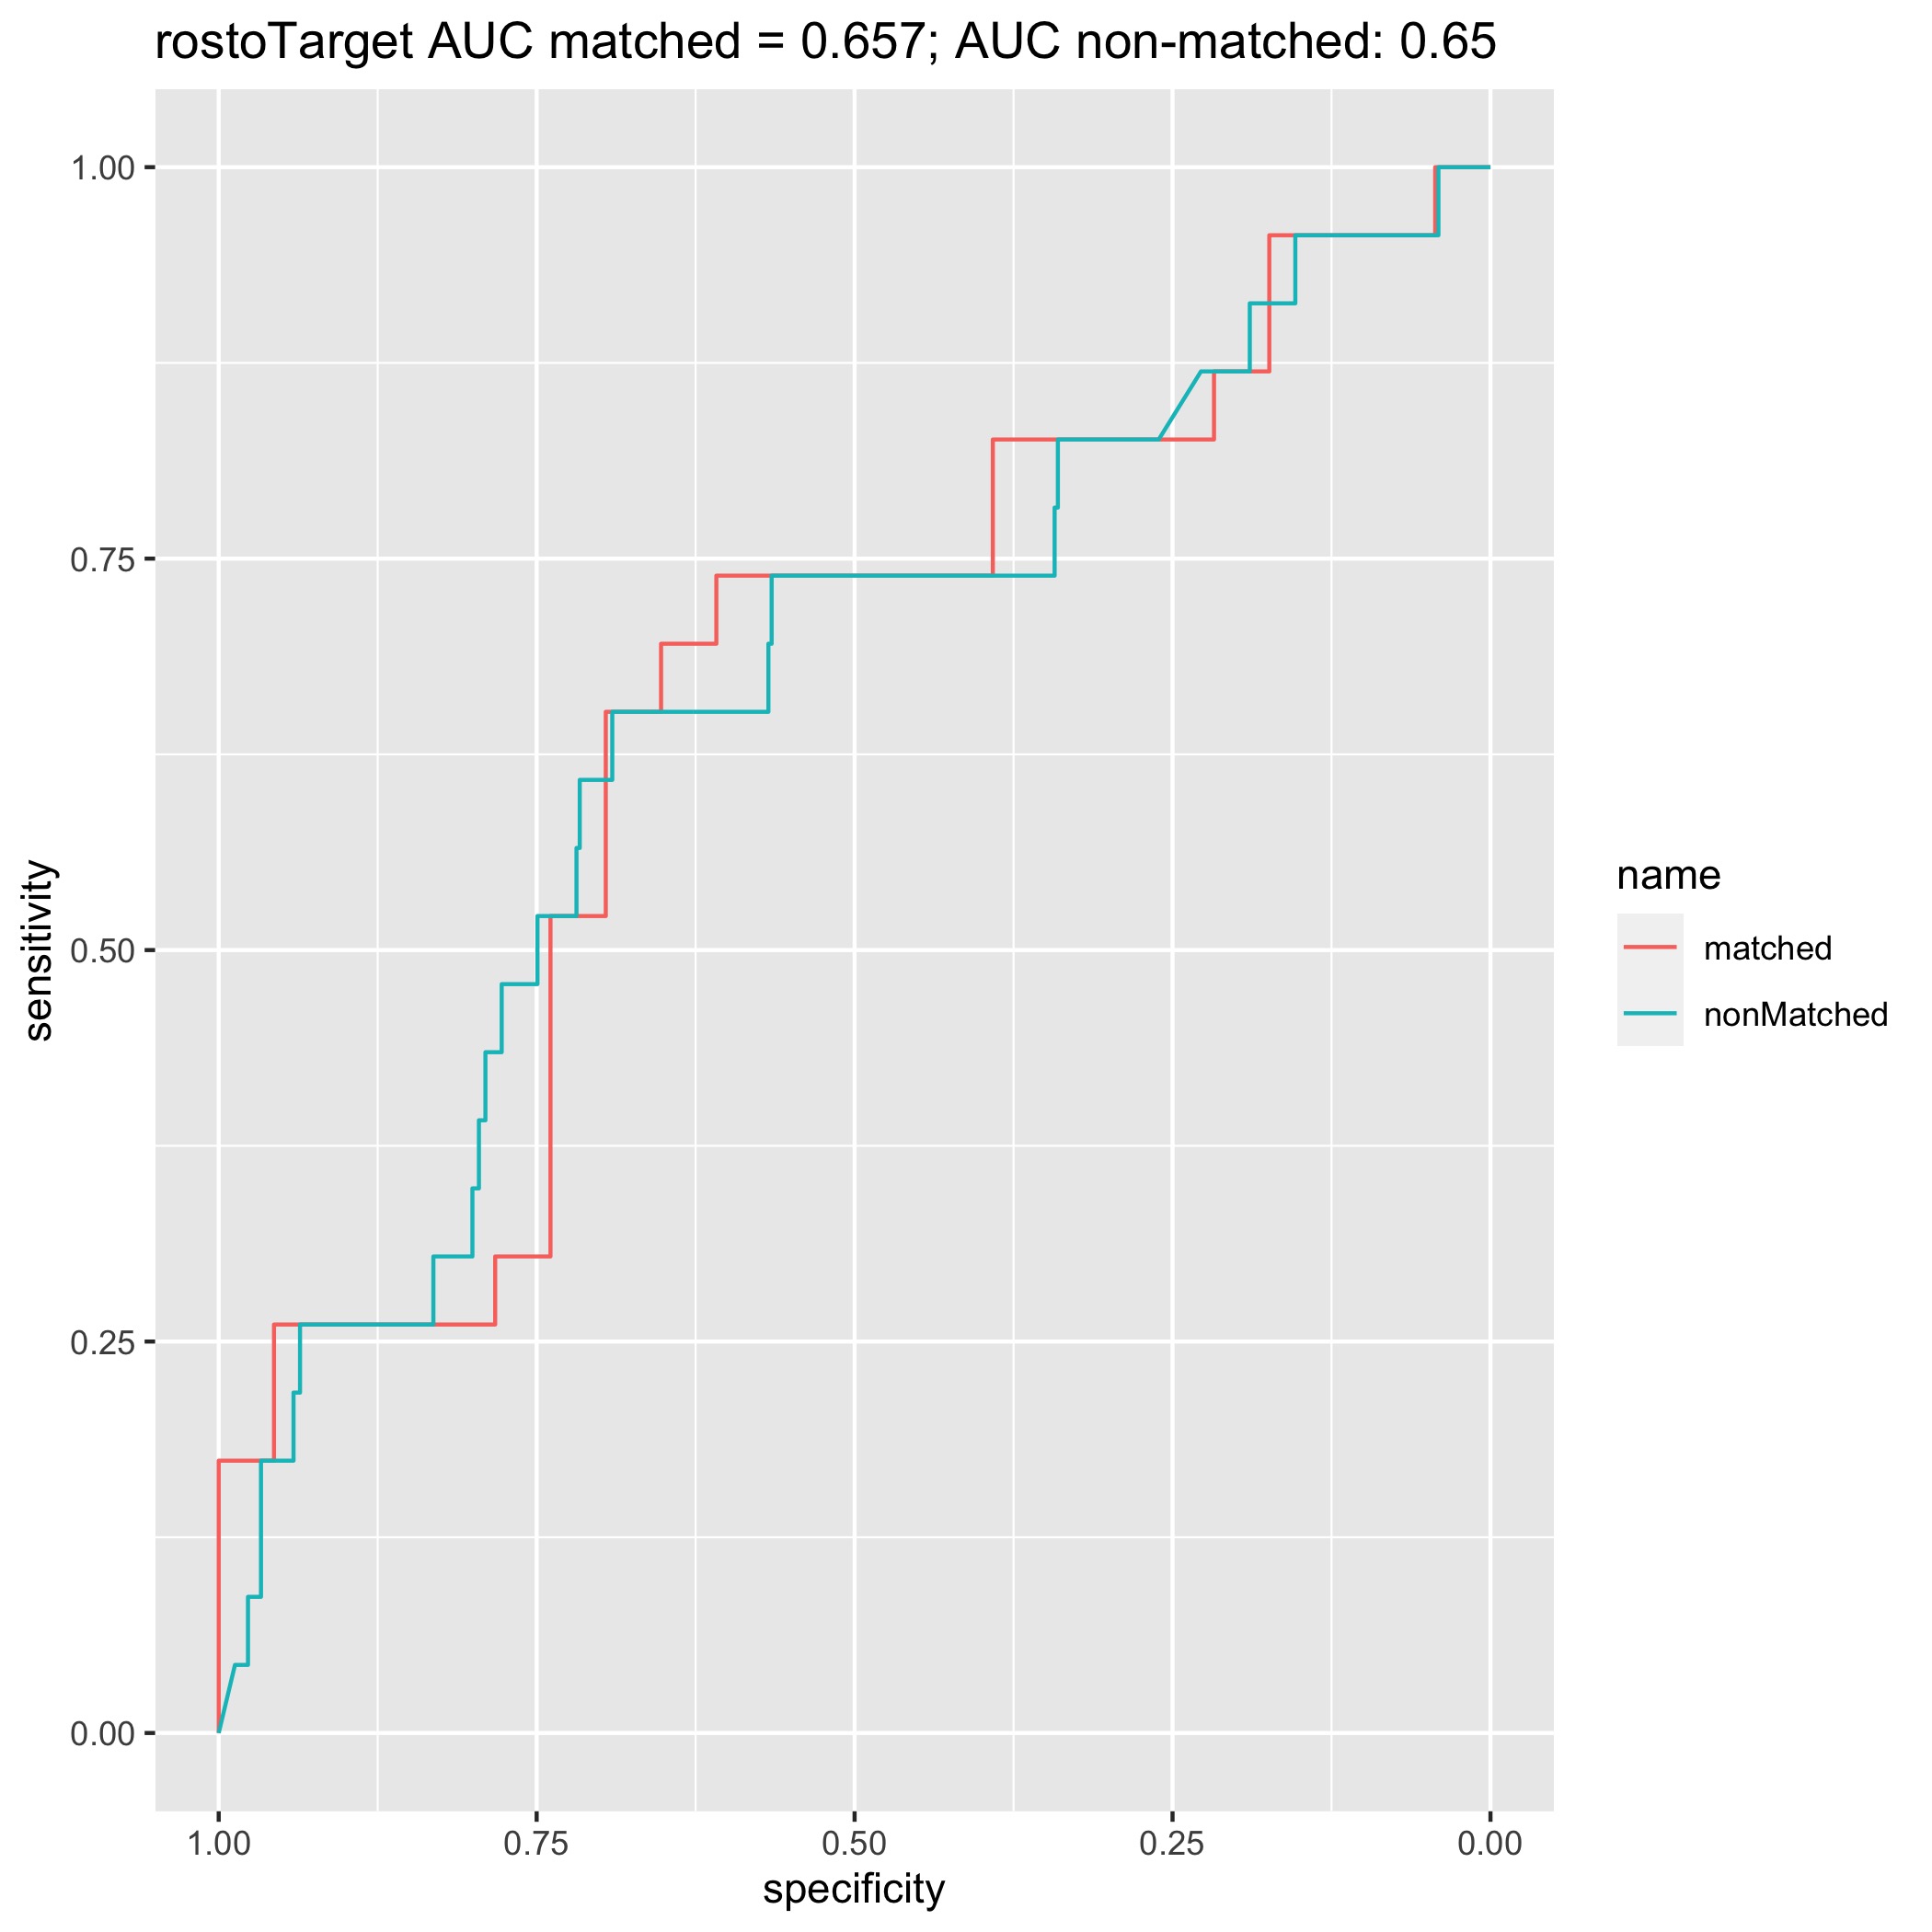 rostoTarget AUC matched = 0.657; AUC non-matched: 0.65
1.00
0.75
0.50
0.25
0.00
sensitivity
1.00 0.75 0.50 0.25 0.00
specificity
name
matched
nonMatched